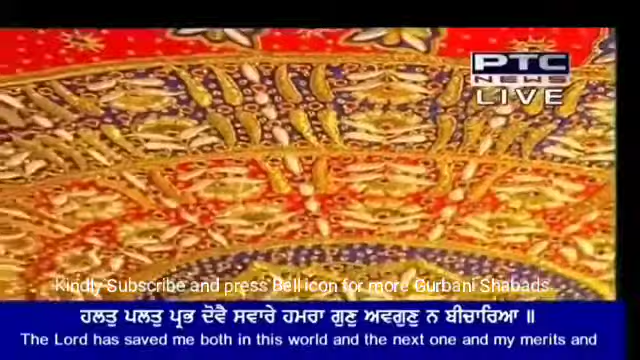 PTC
NEWS
LIVE
Kindly Subscribe and press Bell icon for more Gurbani Shabads..
ਹਲਤੁ ਪਲਤੁ ਪ੍ਰਭ ਦੋਵੈ ਸਵਾਰੇ ਹਮਰਾ ਗੁਣੁ ਅਵਗੁਣੁ ਨ ਬੀਚਾਰਿਆ ॥
The Lord has saved me both in this world and the next one and my merits and